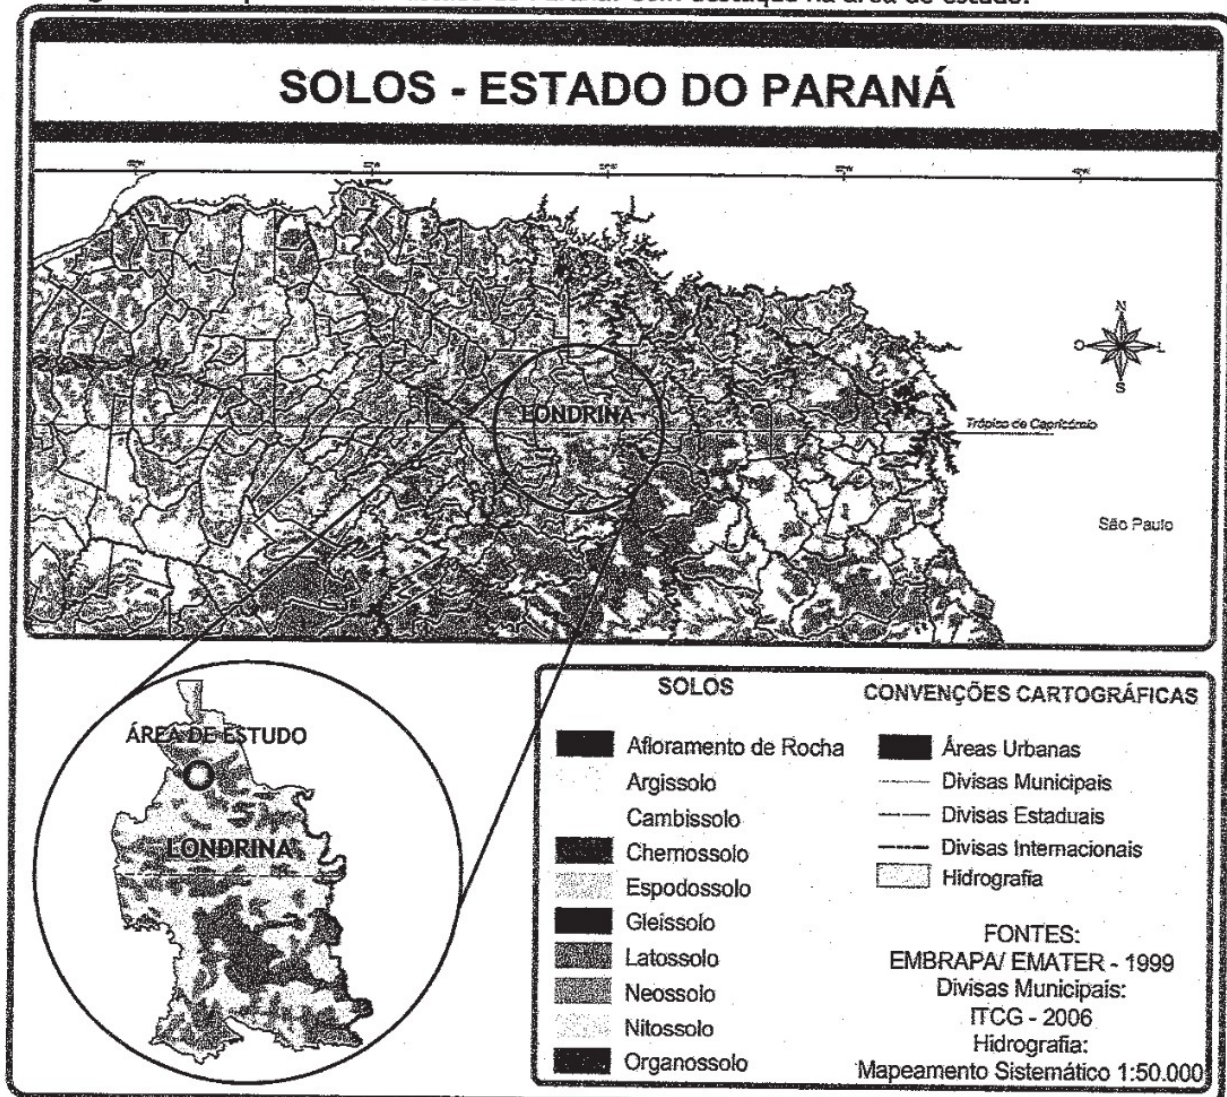 SOLOS - ESTADO DO PARANÁ
N
O
L
S
LONDRINA
Trópico de Capricórnio
São Paulo
ÁREA DE ESTUDO
LONDRINA
SOLOS
Afloramento de Rocha
Argissolo
Cambissolo
Chernossolo
Espodossolo
Gleissolo
Latossolo
Neossolo
Nitossolo
Organossolo
CONVENÇÕES CARTOGRÁFICAS
Áreas Urbanas
Divisas Municipais
Divisas Estaduais
Divisas Internacionais
Hidrografia
FONTES:
EMBRAPA/ EMATER - 1999
Divisas Municipais:
ITCG - 2006
Hidrografia:
Mapeamento Sistemático 1:50.000